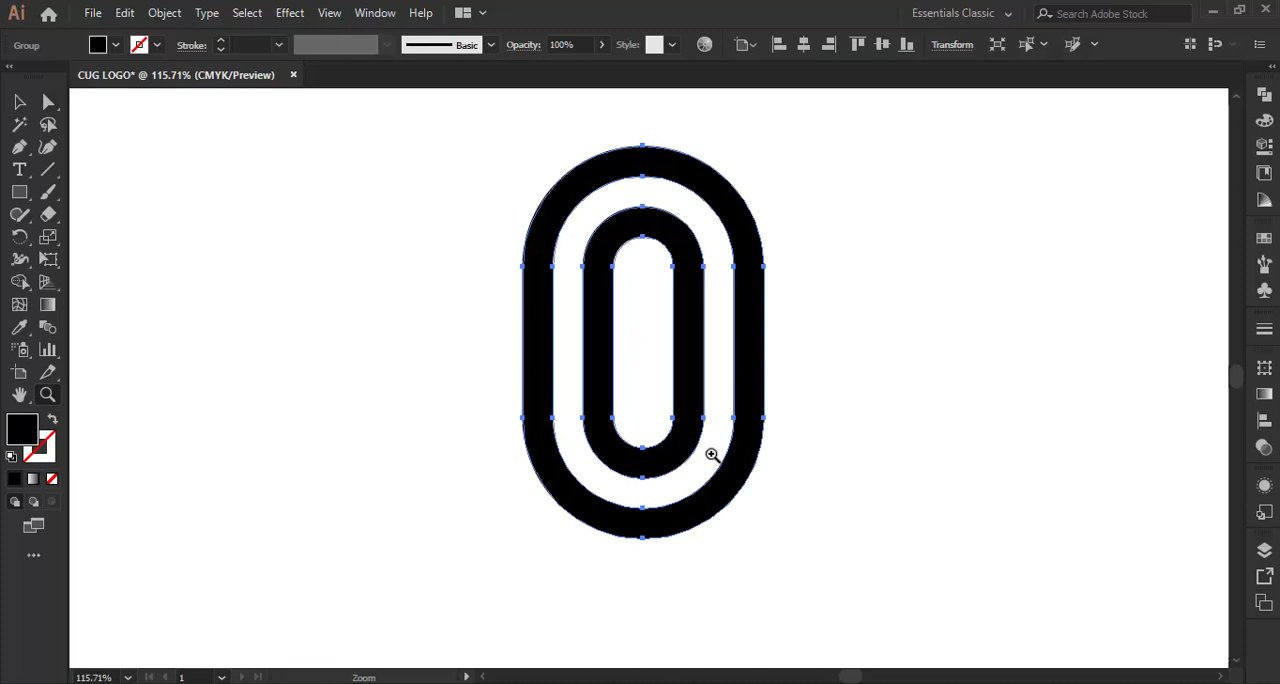 Ai File Edit Object Type Select Effect View Window Help Essentials Classic Search Adobe Stock
Group Stroke: Basic Opacity: 100% Style: Transform
CUG LOGO* @ 115.71% (CMYK/Preview) ×
T
115.71% 1 Zoom